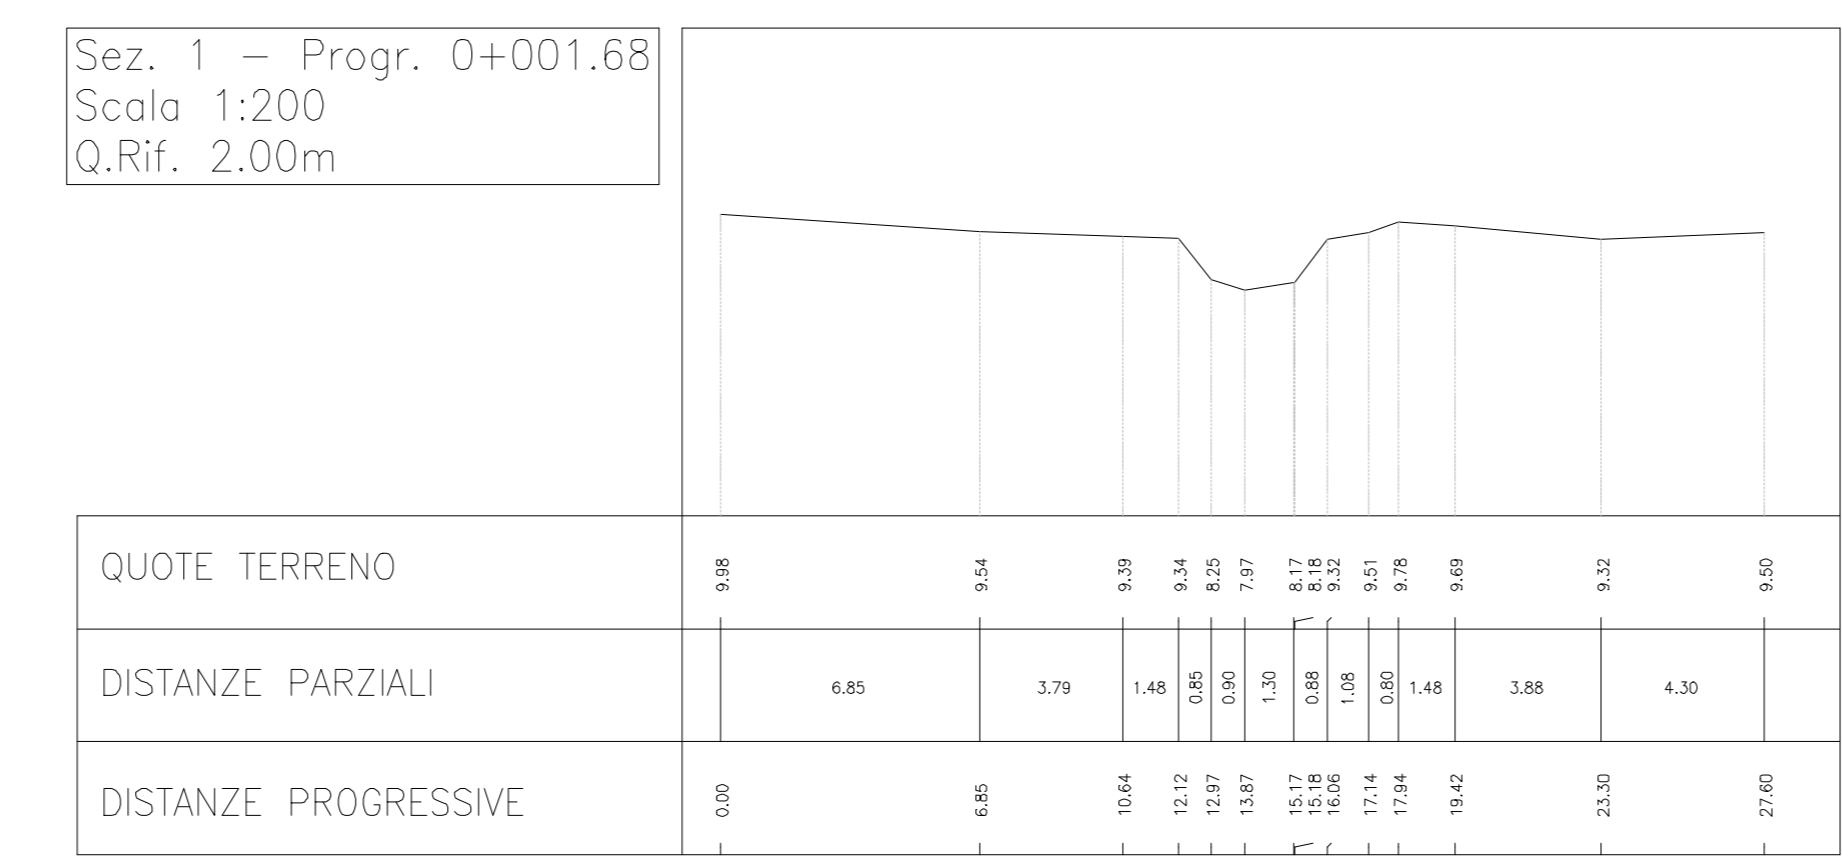 Sez. 1 - Progr. 0+001.68
Scala 1:200
Q.Rif. 2.00m
QUOTE TERRENO 9.98 9.54 9.39 9.34 8.25 7.97 8.17 8.18 9.32 9.51 9.78 9.69 9.32 9.50
DISTANZE PARZIALI 6.85 3.79 1.48 0.85 0.90 1.30 0.88 1.08 0.80 1.48 3.88 4.30
DISTANZE PROGRESSIVE 0.00 6.85 10.64 12.12 12.97 13.87 15.17 15.18 16.06 17.14 17.94 19.42 23.30 27.60